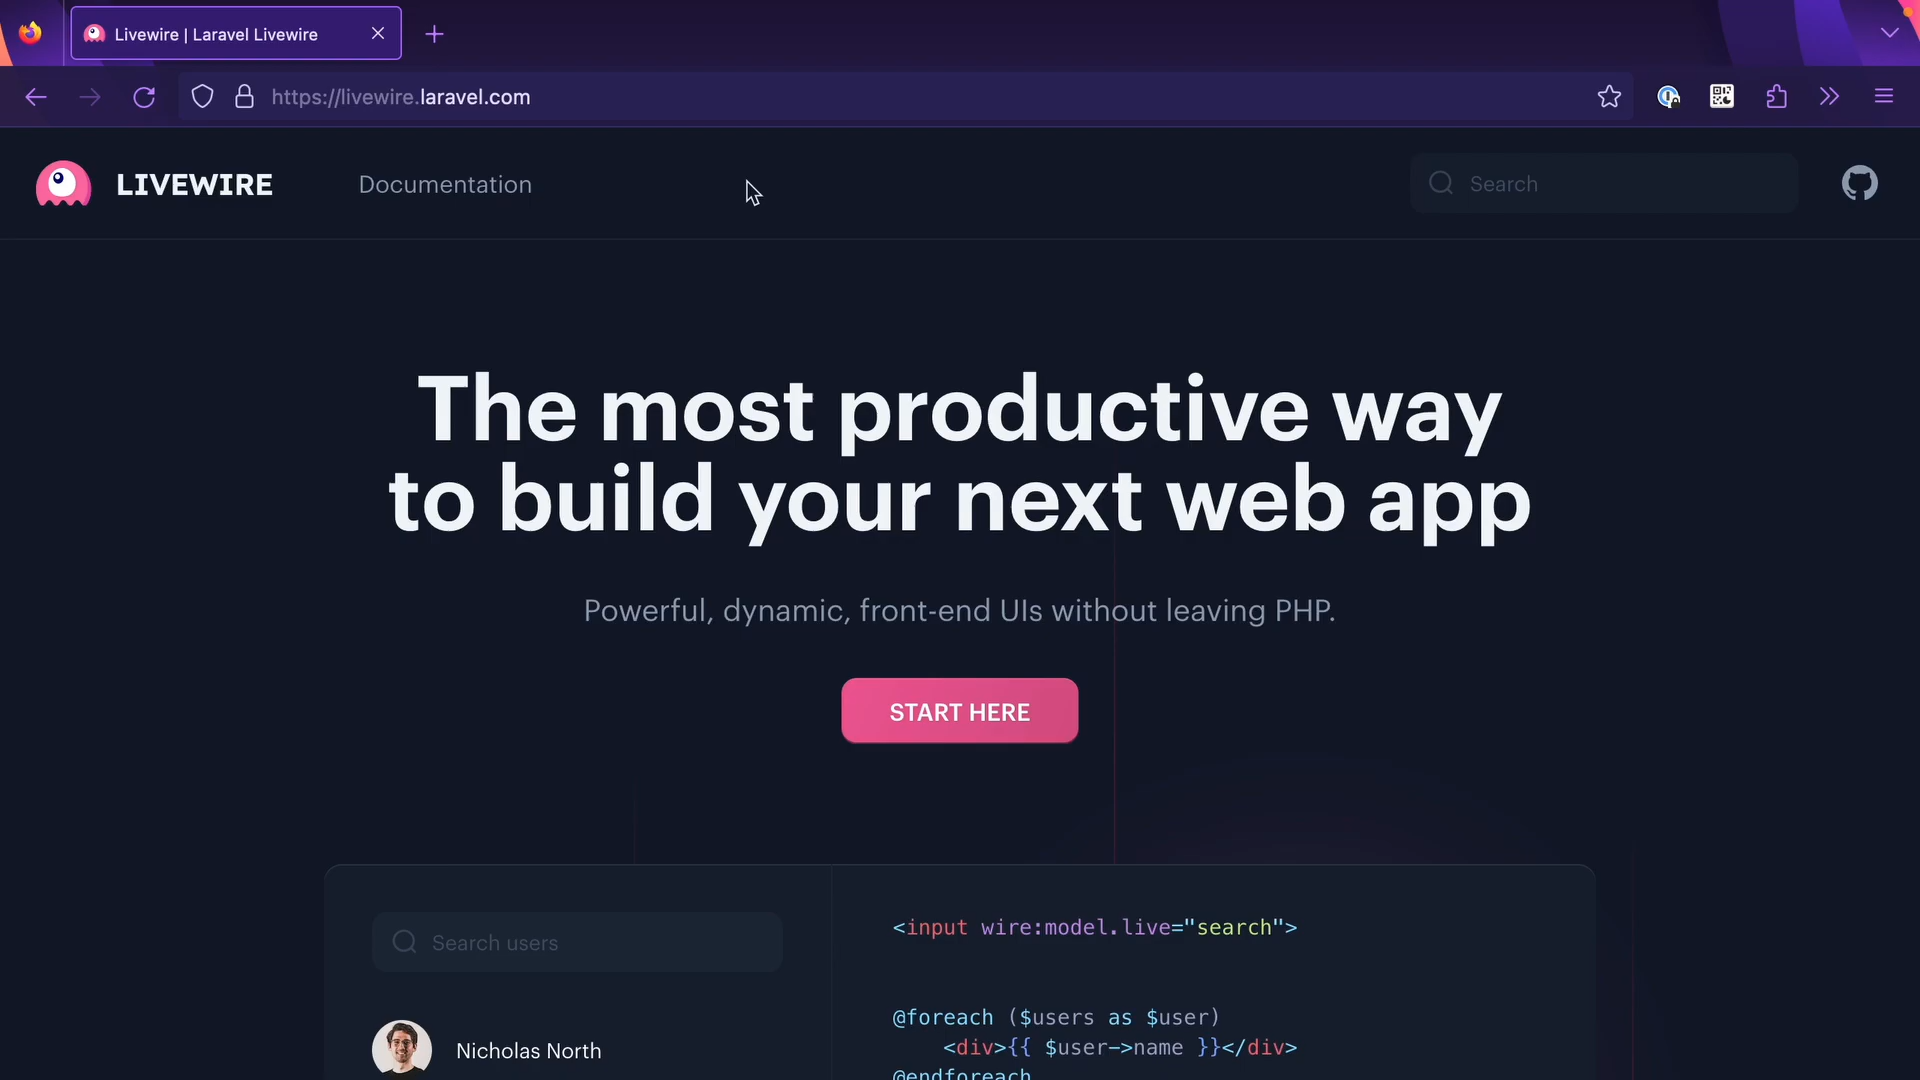 Livewire | Laravel Livewire
https://livewire.laravel.com
LIVEWIRE
Documentation
Search
The most productive way
to build your next web app
Powerful, dynamic, front-end UIs without leaving PHP.
START HERE
Search users
Nicholas North
<input wire:model.live="search">
@foreach ($users as $user)
<div>{{ $user->name }}</div>
@endforeach